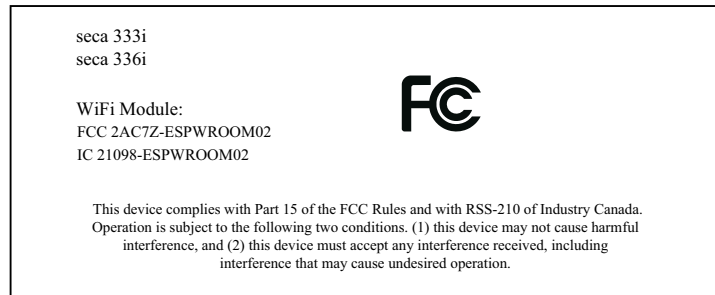 seca 333i
seca 336i
FC
WiFi Module:
FCC 2AC7Z-ESPWROOM02
IC 21098-ESPWROOM02
This device complies with Part 15 of the FCC Rules and with RSS-210 of Industry Canada.
Operation is subject to the following two conditions. (1) this device may not cause harmful
interference, and (2) this device must accept any interference received, including
interference that may cause undesired operation.